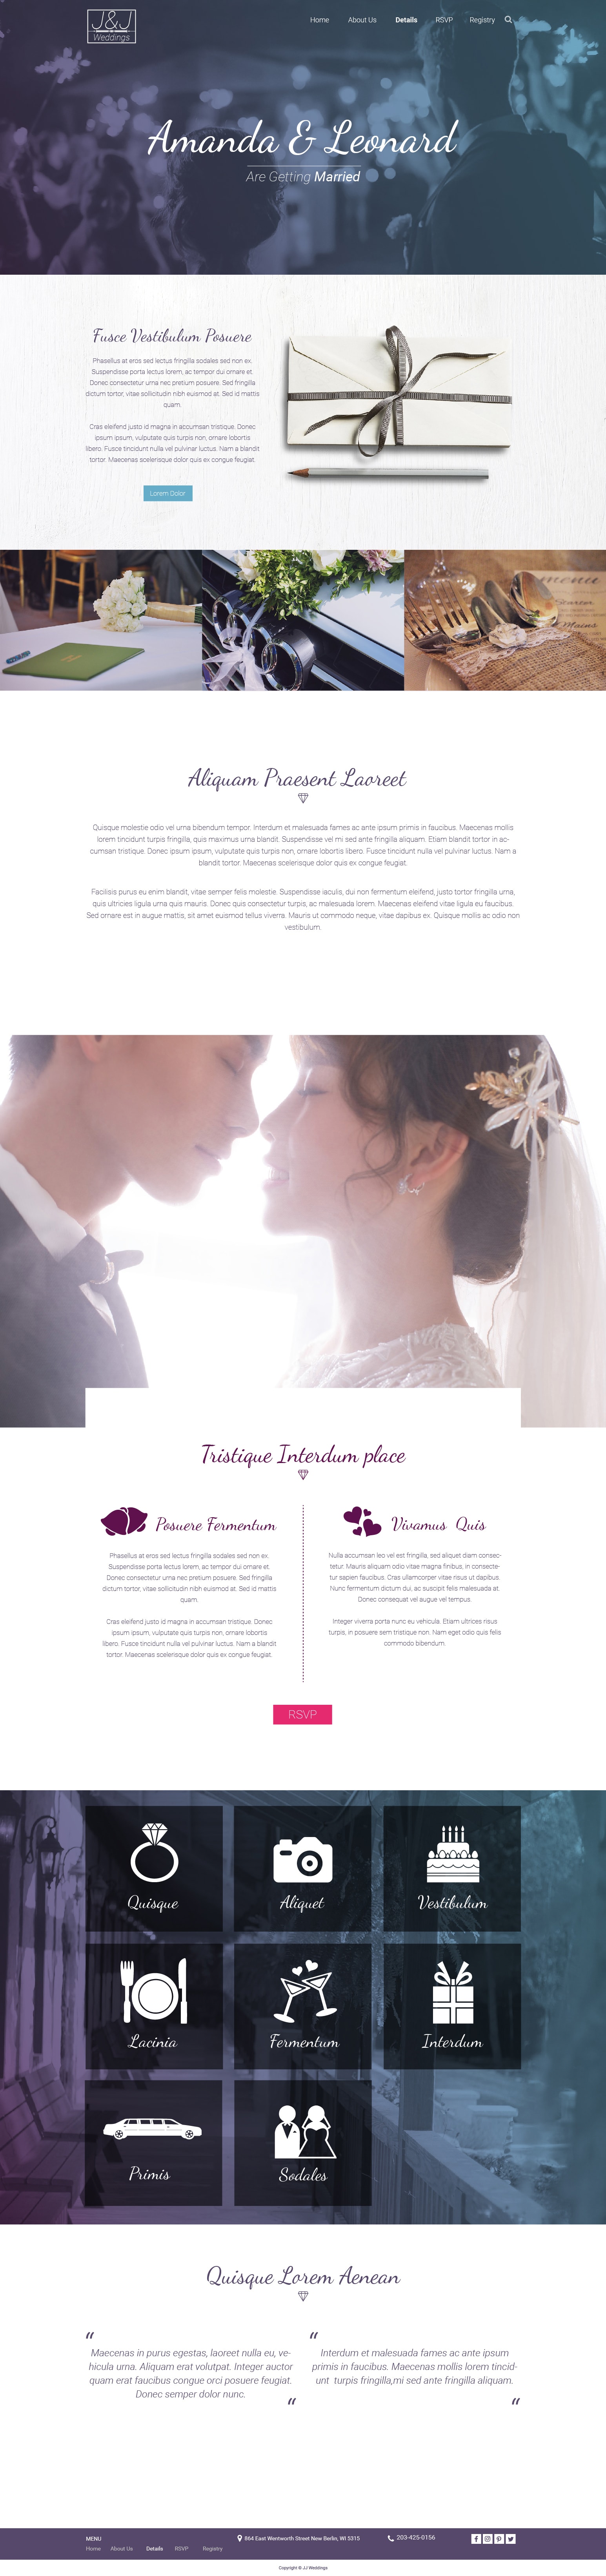 J&J
Weddings
Home About Us Details RSVP Registry
Amanda & Leonard
Are Getting Married
Fusce Vestibulum Posuere
Phasellus at eros sed lectus fringilla sodales sed non ex.
Suspendisse porta lectus lorem, ac tempor dui ornare et.
Donec consectetur urna nec pretium posuere. Sed fringilla
dictum tortor, vitae sollicitudin nibh euismod at. Sed id mattis
quam.
Cras eleifend justo id magna in accumsan tristique. Donec
ipsum ipsum, vulputate quis turpis non, ornare lobortis
libero. Fusce tincidunt nulla vel pulvinar luctus. Nam a blandit
tortor. Maecenas scelerisque dolor quis ex congue feugiat.
Lorem Dolor
Aliquam Praesent Laoreet
Quisque molestie odio vel urna bibendum tempor. Interdum et malesuada fames ac ante ipsum primis in faucibus. Maecenas mollis
lorem tincidunt turpis fringilla, quis maximus urna blandit. Suspendisse vel mi sed ante fringilla aliquam. Etiam blandit tortor in ac-
cumsan tristique. Donec ipsum ipsum, vulputate quis turpis non, ornare lobortis libero. Fusce tincidunt nulla vel pulvinar luctus. Nam a
blandit tortor. Maecenas scelerisque dolor quis ex congue feugiat.
Facilisis purus eu enim blandit, vitae semper felis molestie. Suspendisse iaculis, dui non fermentum eleifend, justo tortor fringilla urna,
quis ultricies ligula urna quis mauris. Donec quis consectetur turpis, ac malesuada lorem. Maecenas eleifend vitae ligula eu faucibus.
Sed ornare est in augue mattis, sit amet euismod tellus viverra. Mauris ut commodo neque, vitae dapibus ex. Quisque mollis ac odio non
vestibulum.
Tristique Interdum place
Posuere Fermentum
Phasellus at eros sed lectus fringilla sodales sed non ex.
Suspendisse porta lectus lorem, ac tempor dui ornare et.
Donec consectetur urna nec pretium posuere. Sed fringilla
dictum tortor, vitae sollicitudin nibh euismod at. Sed id mattis
quam.
Cras eleifend justo id magna in accumsan tristique. Donec
ipsum ipsum, vulputate quis turpis non, ornare lobortis
libero. Fusce tincidunt nulla vel pulvinar luctus. Nam a blandit
tortor. Maecenas scelerisque dolor quis ex congue feugiat.
Vivamus Quis
Nulla accumsan leo vel est fringilla, sed aliquet diam consec-
tetur. Mauris aliquam odio vitae magna finibus, in consecte-
tur sapien faucibus. Cras ullamcorper vitae risus ut dapibus.
Nunc fermentum dictum dui, ac suscipit felis malesuada at.
Donec consequat vel augue vel tempus.
Integer viverra porta nunc eu vehicula. Etiam ultrices risus
turpis, in posuere sem tristique non. Nam eget odio quis felis
commodo bibendum.
RSVP
Quisque
Aliquet
Vestibulum
Lacinia
Fermentum
Interdum
Primis
Sodales
Quisque Lorem Aenean
“
Maecenas in purus egestas, laoreet nulla eu, ve-
hicula urna. Aliquam erat volutpat. Integer auctor
quam erat faucibus congue orci posuere feugiat.
Donec semper dolor nunc.
“
“
Interdum et malesuada fames ac ante ipsum
primis in faucibus. Maecenas mollis lorem tincid-
unt turpis fringilla,mi sed ante fringilla aliquam.
“
MENU
Home About Us Details RSVP Registry
864 East Wentworth Street New Berlin, WI 5315
203-425-0156
Copyright © JJ Weddings